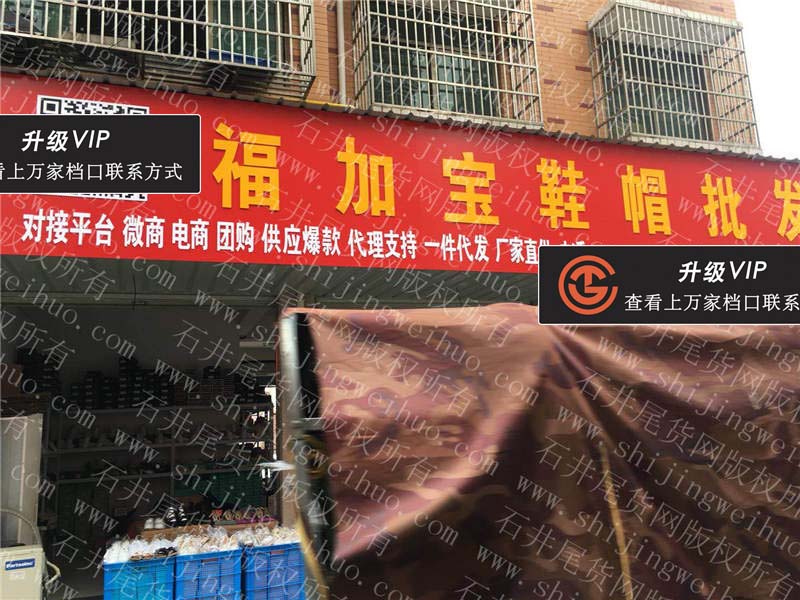 升级VIP
看上万家档口联系方式
福加宝鞋帽批发
对接平台 微商 电商 团购 供应爆款 代理支持 一件代发 厂家直
升级VIP
查看上万家档口联系
石井尾货网版权所有
www.shijingweihuo.com